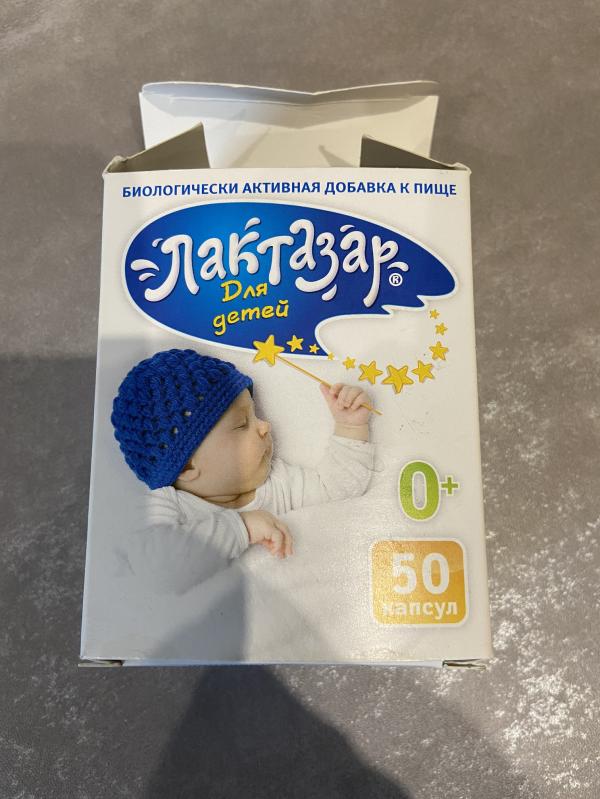 БИОЛОГИЧЕСКИ АКТИВНАЯ ДОБАВКА К ПИЩЕ
Лактазар®
Для
детей
0+
50
капсул